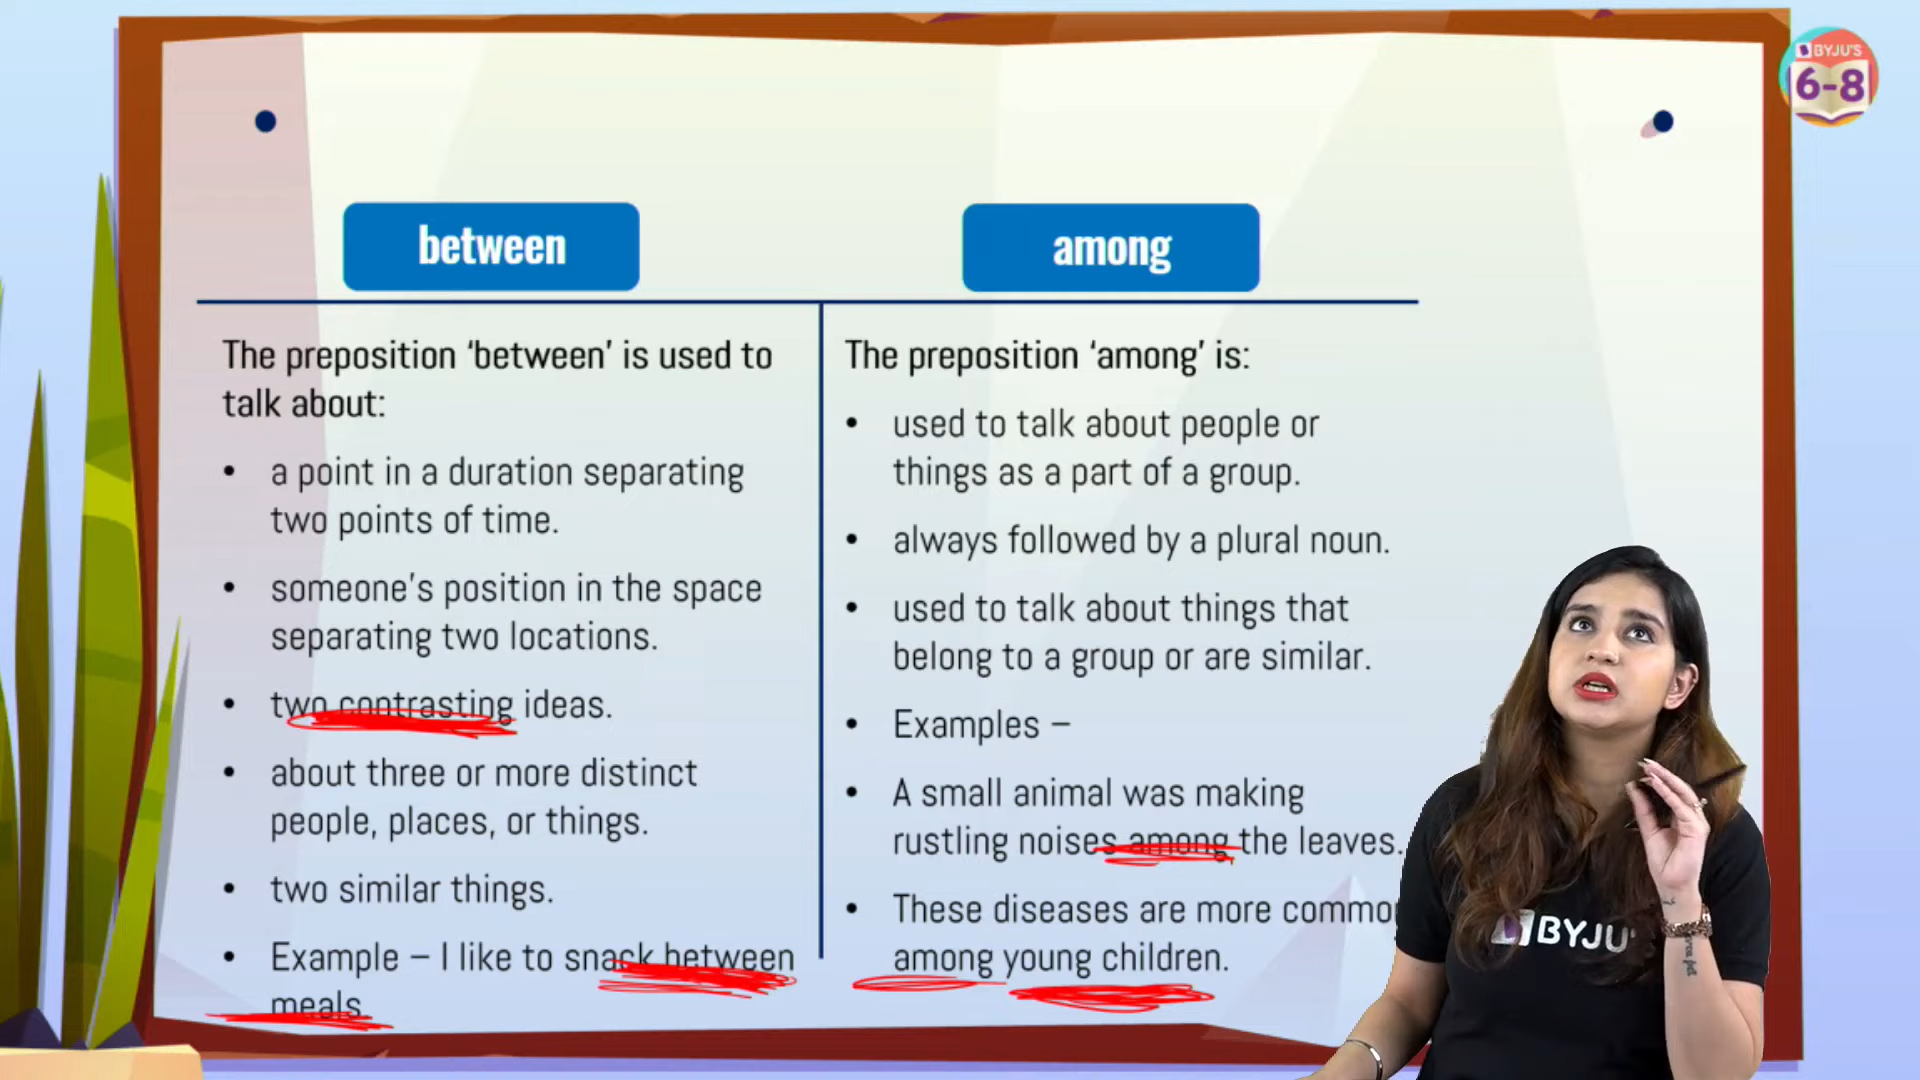 BYJU'S
6-8
between
among
The preposition ‘between’ is used to
talk about:
• a point in a duration separating
two points of time.
• someone's position in the space
separating two locations.
• two contrasting ideas.
• about three or more distinct
people, places, or things.
• two similar things.
• Example – I like to snack between
meals.
The preposition ‘among’ is:
• used to talk about people or
things as a part of a group.
• always followed by a plural noun.
• used to talk about things that
belong to a group or are similar.
• Examples –
• A small animal was making
rustling noises among the leaves.
• These diseases are more commo
among young children.
BYJU'